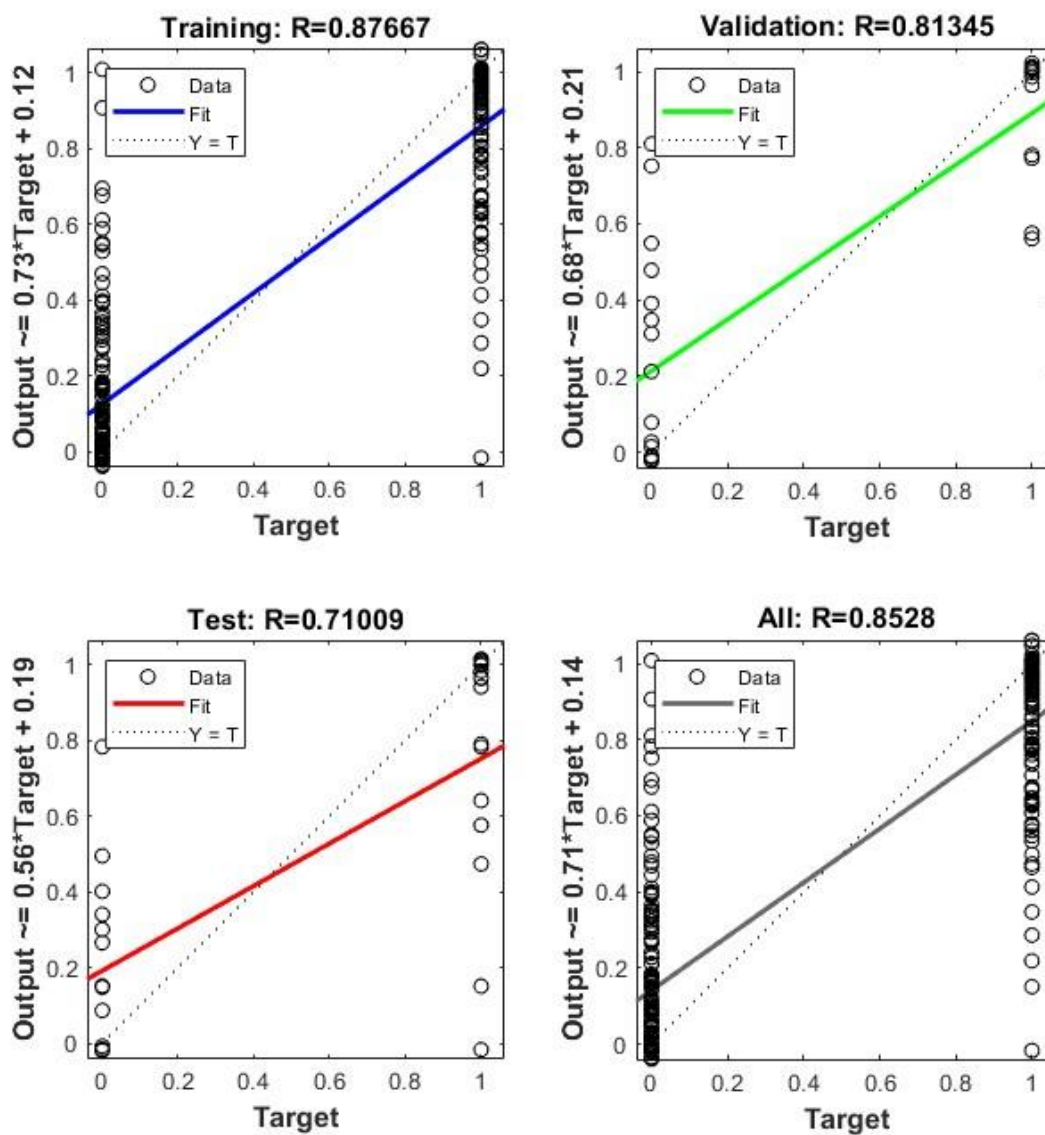 Training: R=0.87667
Output ~= 0.73*Target + 0.12
1
0.8
0.6
0.4
0.2
0
Data
Fit
Y = T
0 0.2 0.4 0.6 0.8 1
Target
Validation: R=0.81345
Output ~= 0.68*Target + 0.21
1
0.8
0.6
0.4
0.2
0
Data
Fit
Y = T
0 0.2 0.4 0.6 0.8 1
Target
Test: R=0.71009
Output ~= 0.56*Target + 0.19
1
0.8
0.6
0.4
0.2
0
Data
Fit
Y = T
0 0.2 0.4 0.6 0.8 1
Target
All: R=0.8528
Output ~= 0.71*Target + 0.14
1
0.8
0.6
0.4
0.2
0
Data
Fit
Y = T
0 0.2 0.4 0.6 0.8 1
Target